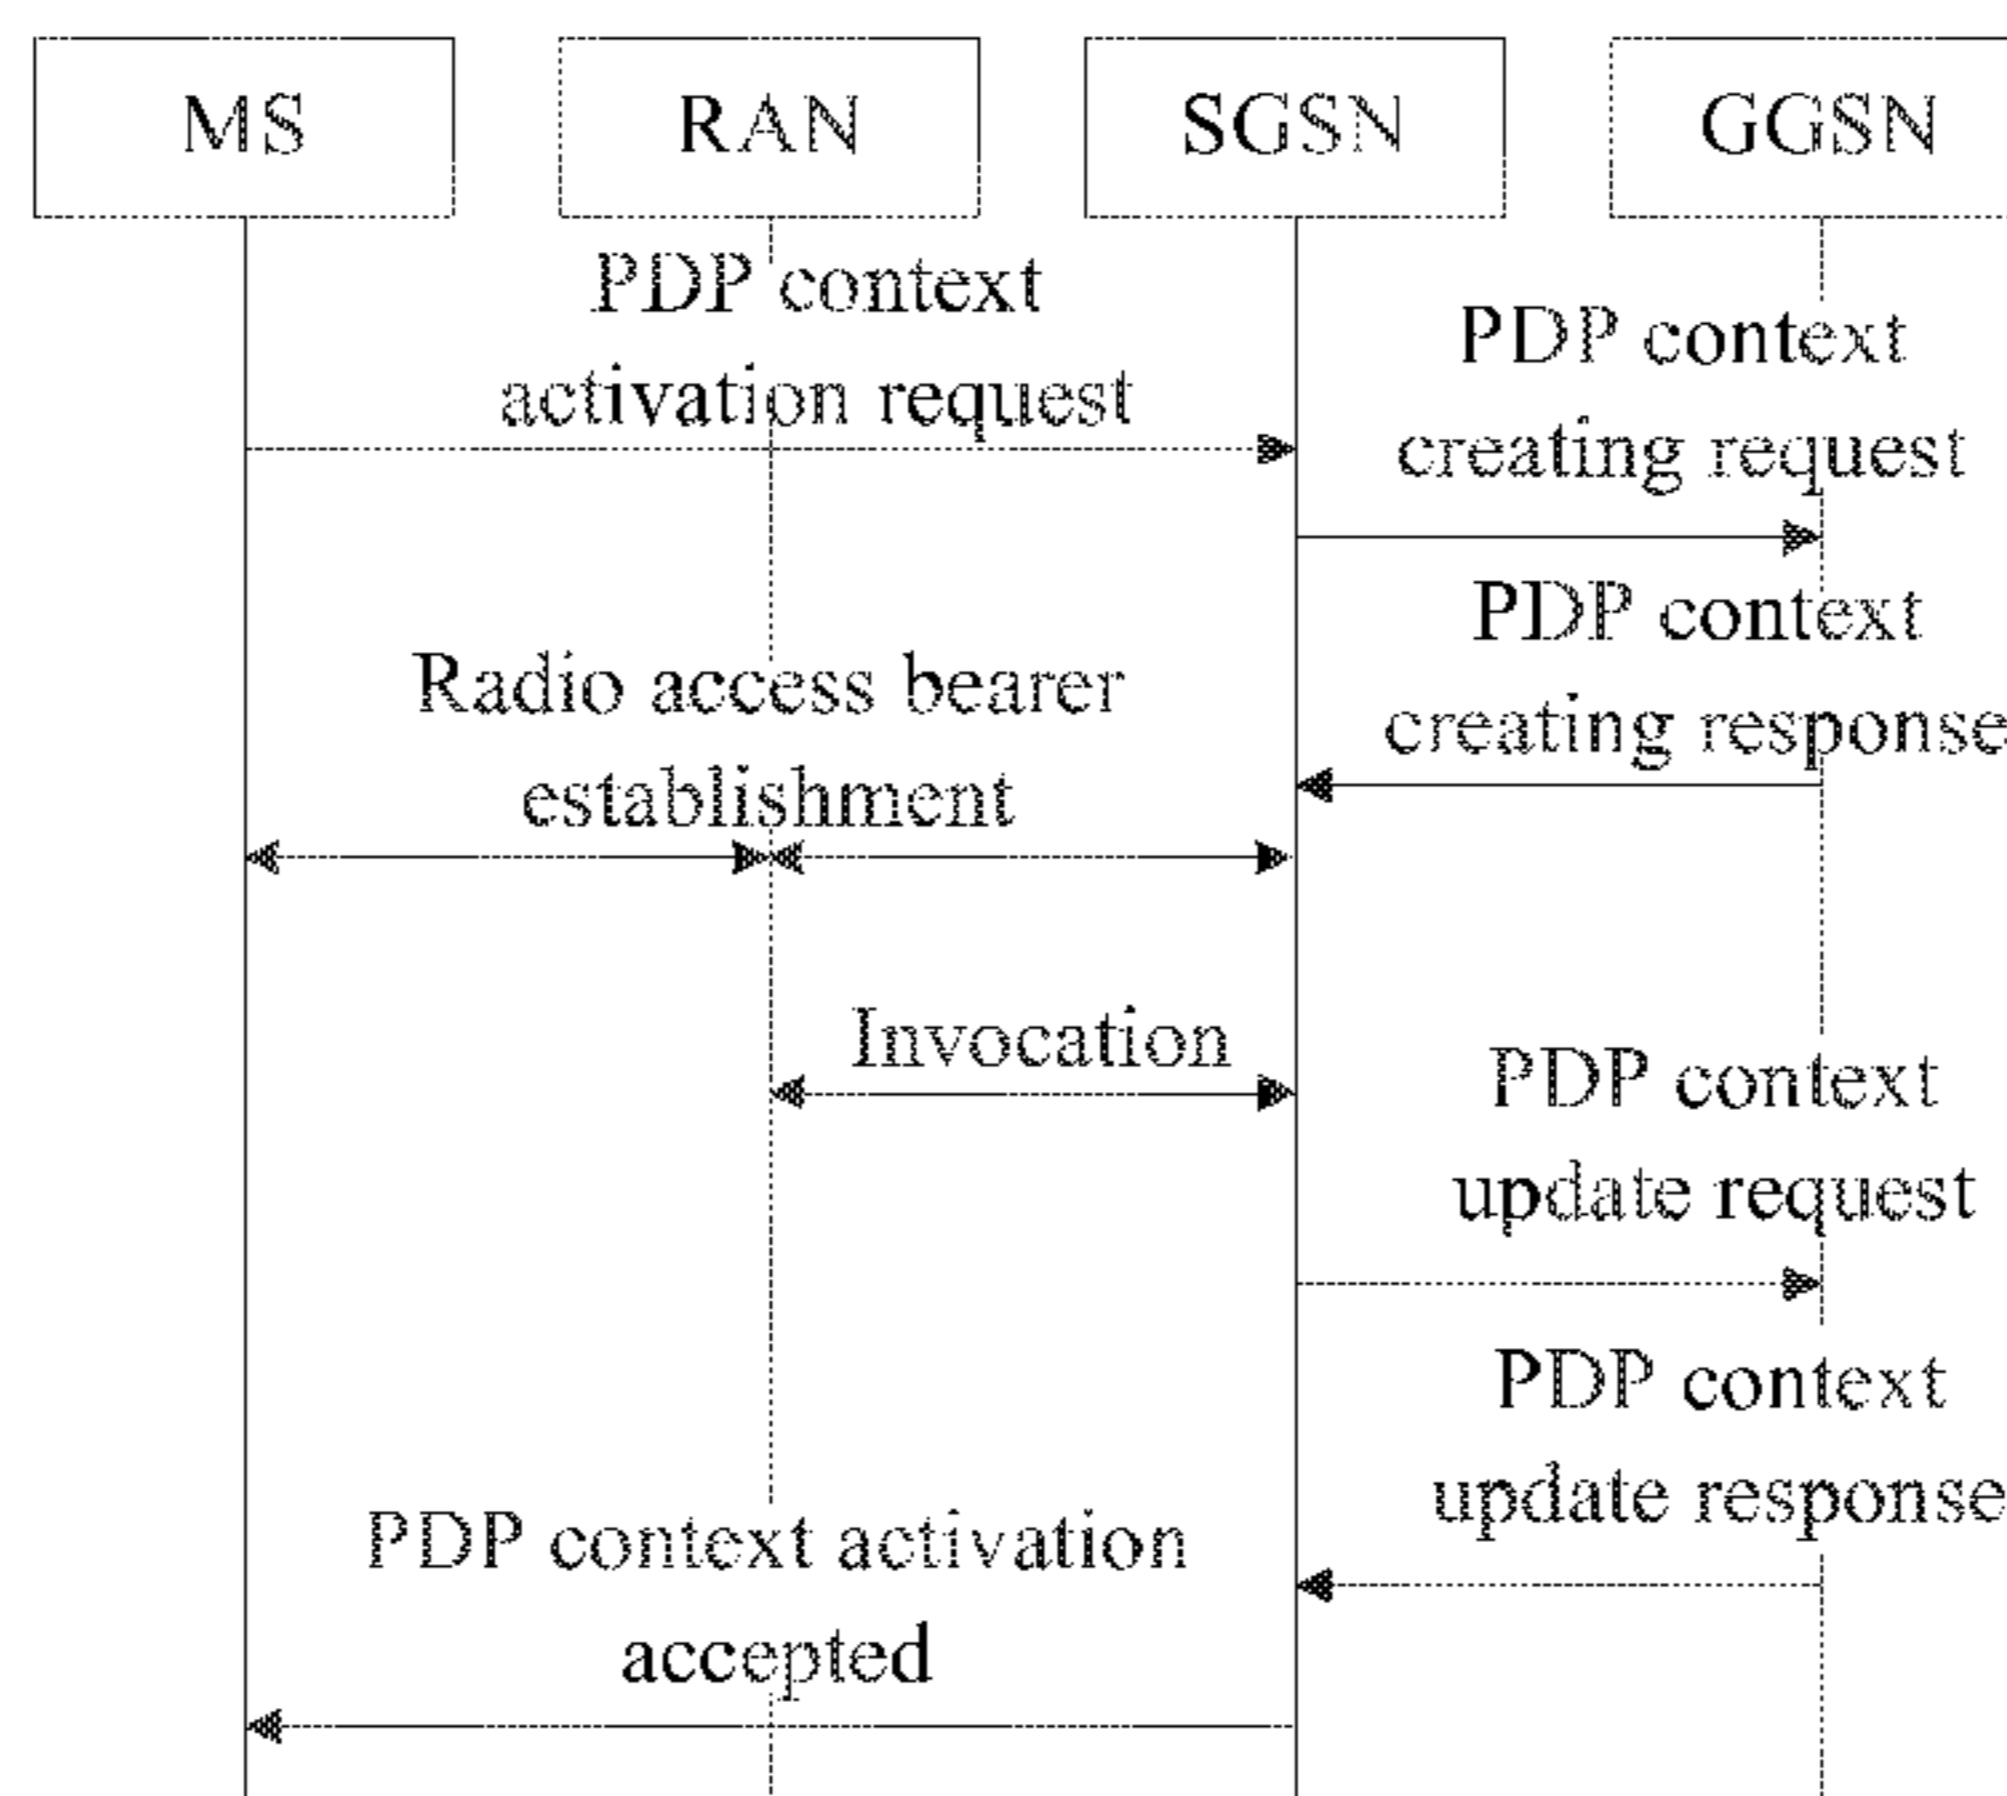 MS
RAN
SGSN
GGSN
PDP context
activation request
PDP context
creating request
PDP context
creating response
Radio access bearer
establishment
Invocation
PDP context
update request
PDP context
update response
PDP context activation
accepted